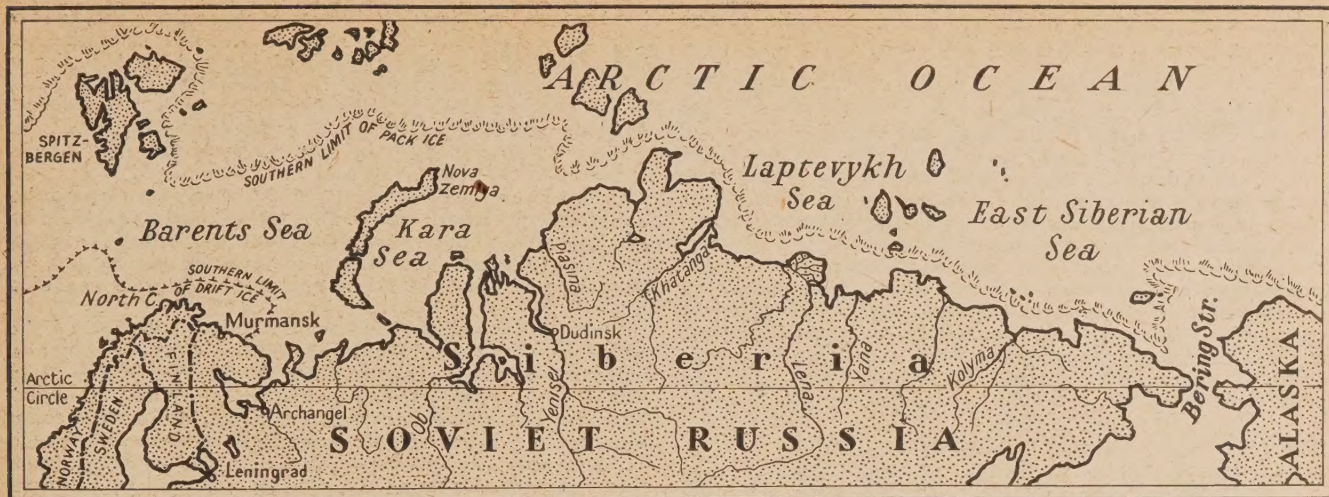 ARCTIC OCEAN
SPITZ-
BERGEN
SOUTHERN LIMIT OF PACK ICE
Nova
Zemlya
Laptevykh
Sea
East Siberian
Sea
Barents Sea
Kara
Sea
SOUTHERN LIMIT
OF DRIFT ICE
North C.
Murmansk
Pasina
Khatanga
Dudinsk
Bering Str.
Siberia
Arctic
Circle
NORWAY
SWEDEN
FINLAND
Archangel
Leningrad
Ob
Yensei
Lena
Yana
Kolyma
SOVIET RUSSIA
ALASKA